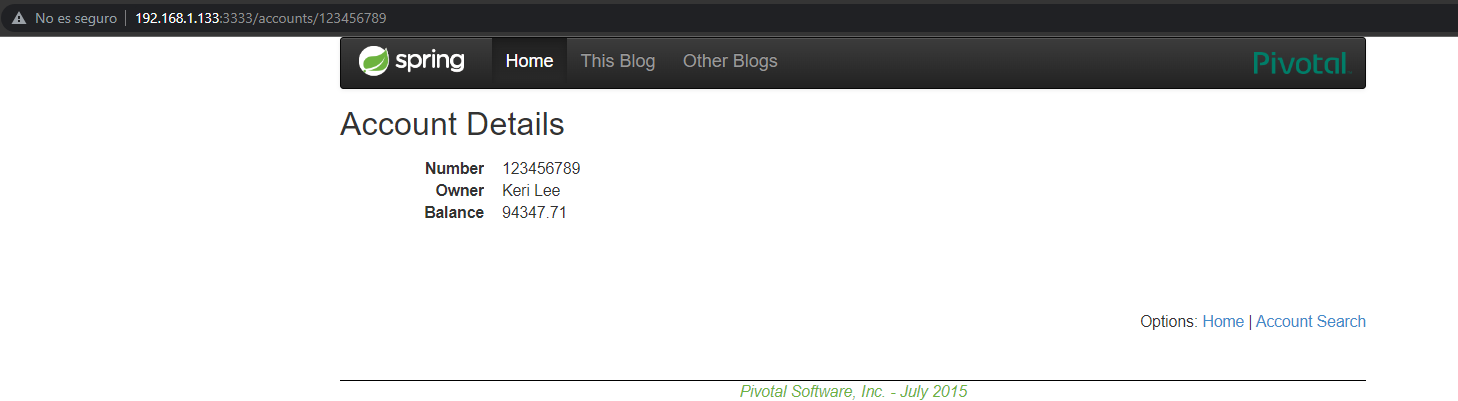 No es seguro | 192.168.1.133:3333/accounts/123456789
spring Home This Blog Other Blogs Pivotal
Account Details
Number 123456789
Owner Keri Lee
Balance 94347.71
Options: Home | Account Search
Pivotal Software, Inc. - July 2015